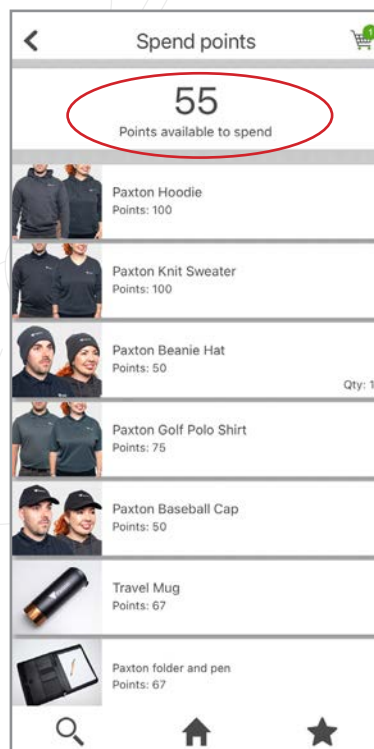 Spend points
1
55
Points available to spend
Paxton Hoodie
Points: 100
Paxton Knit Sweater
Points: 100
Paxton Beanie Hat
Points: 50
Qty: 1
Paxton Golf Polo Shirt
Points: 75
Paxton Baseball Cap
Points: 50
Travel Mug
Points: 67
Paxton folder and pen
Points: 67